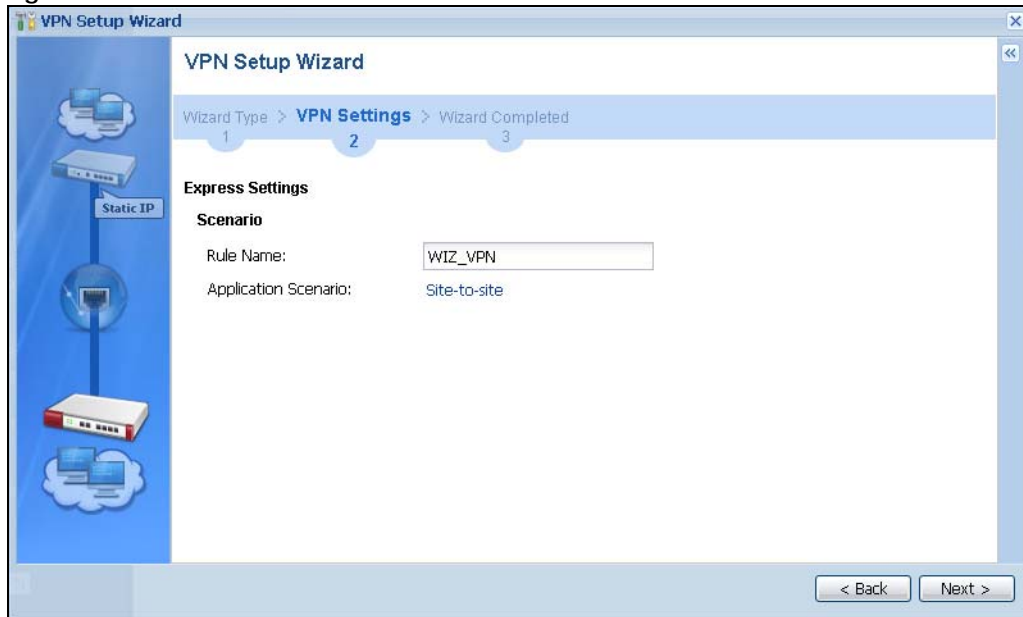 VPN Setup Wizard
VPN Setup Wizard
Wizard Type > VPN Settings > Wizard Completed
1 2 3
Static IP
Express Settings
Scenario
Rule Name: WIZ_VPN
Application Scenario: Site-to-site
< Back Next >